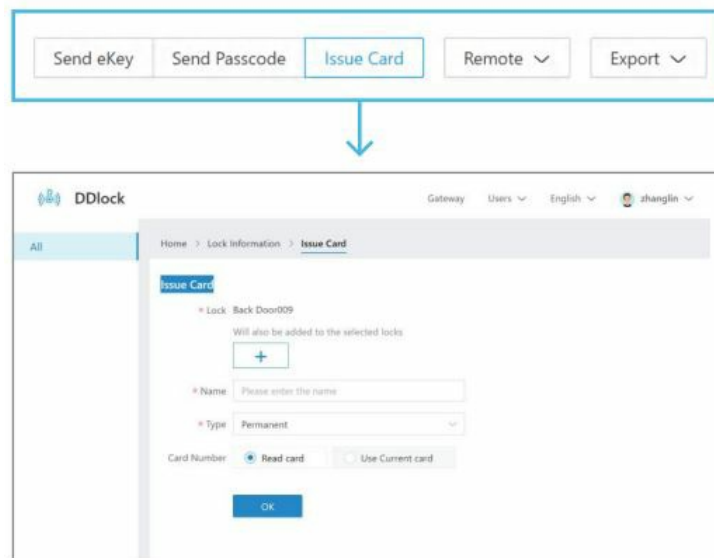 Send eKey Send Passcode Issue Card Remote Export
DDlock Gateway Users English zhanglin
All Home > Lock Information > Issue Card
Issue Card
* Lock Back Door009
Will also be added to the selected locks
+
* Name Please enter the name
* Type Permanent
Card Number Read card Use Current card
OK